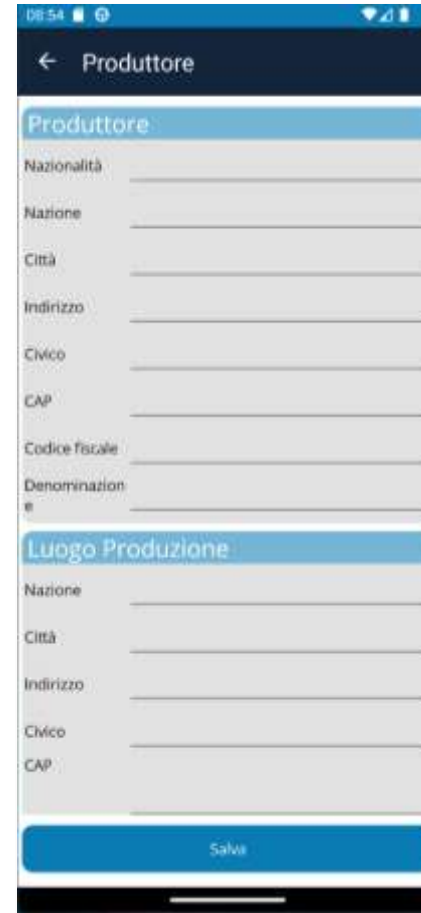 08:54
Produttore
Produttore
Nazionalità
Nazione
Città
Indirizzo
Civico
CAP
Codice fiscale
Denominazion
e
Luogo Produzione
Nazione
Città
Indirizzo
Civico
CAP
Salva